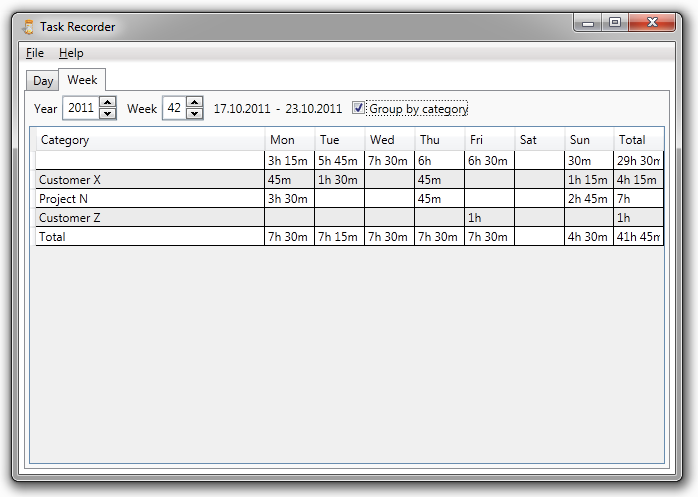 Task Recorder
File Help
Day Week
Year 2011 Week 42 17.10.2011 - 23.10.2011 Group by category
Category Mon Tue Wed Thu Fri Sat Sun Total
3h 15m 5h 45m 7h 30m 6h 6h 30m 30m 29h 30m
Customer X 45m 1h 30m 45m 1h 15m 4h 15m
Project N 3h 30m 45m 2h 45m 7h
Customer Z 1h 1h
Total 7h 30m 7h 15m 7h 30m 7h 30m 7h 30m 4h 30m 41h 45m